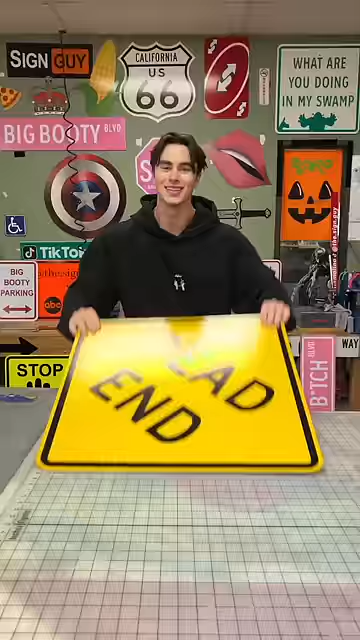 SIGN GUY
CALIFORNIA
US
66
WHAT ARE
YOU DOING
IN MY SWAMP
BIG BOOTY BLVD
TikTok
BIG
BOOTY
PARKING
abc
STOP
EAD
END
B*TCH BLVD
WAY